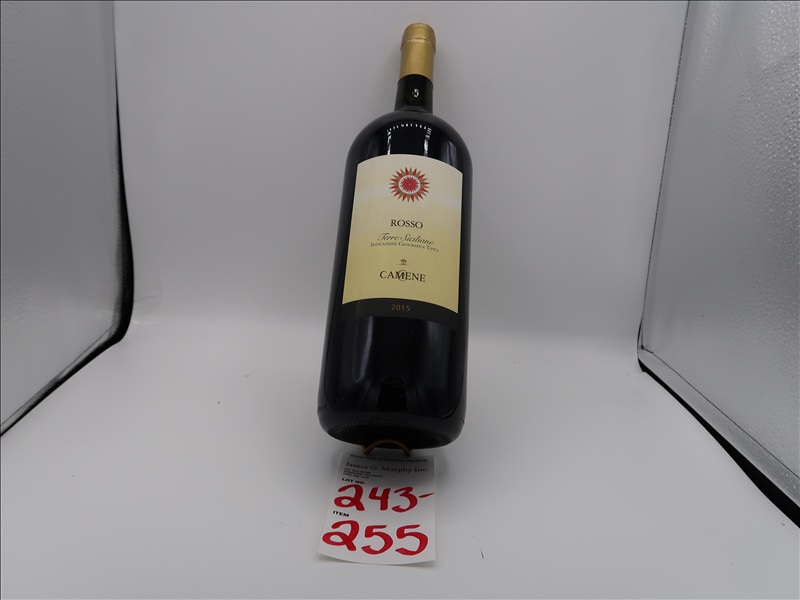 ROSSO
Terre Siciliane
INDICAZIONE GEOGRAFICA TIPICA
CAMENE
2015
James G. Murphy Inc.
LOT NO.
243-
ITEM
255